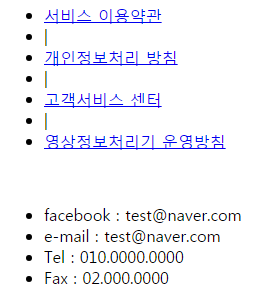 서비스 이용약관
|
개인정보처리 방침
|
고객서비스 센터
|
영상정보처리기 운영방침
facebook : test@naver.com
e-mail : test@naver.com
Tel : 010.0000.0000
Fax : 02.000.0000